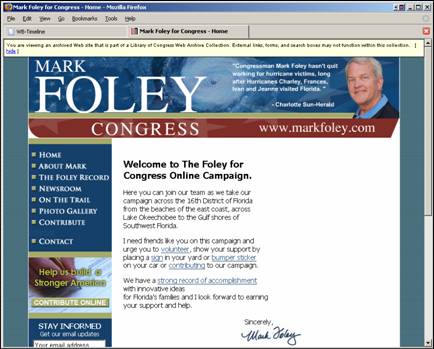 Mark Foley for Congress - Home - Mozilla Firefox
File Edit View Go Bookmarks Tools Help
WB-Timeline
Mark Foley for Congress - Home
You are viewing an archived Web site that is part of a Library of Congress Web Archive Collection. External links, forms, and search boxes may not function within this collection. [
hide ]
MARK
FOLEY
CONGRESS
"Congressman Mark Foley hasn't quit
working for hurricane victims, long
after Hurricanes Charley, Frances,
Ivan and Jeanne visited Florida."
- Charlotte Sun-Herald
www.markfoley.com
HOME
ABOUT MARK
THE FOLEY RECORD
NEWSROOM
ON THE TRAIL
PHOTO GALLERY
CONTRIBUTE
CONTACT
Help us build a
Stronger America
CONTRIBUTE ONLINE
STAY INFORMED
Get our email updates
Your email address
Welcome to The Foley for
Congress Online Campaign.
Here you can join our team as we take our
campaign across the 16th District of Florida
from the beaches of the east coast, across
Lake Okeechobee to the Gulf shores of
Southwest Florida.
I need friends like you on this campaign and
urge you to volunteer, show your support by
placing a sign in your yard or bumper sticker
on your car or contributing to our campaign.
We have a strong record of accomplishment
with innovative ideas
for Florida's families and I look forward to earning
your support and help.
Sincerely,
Mark Foley